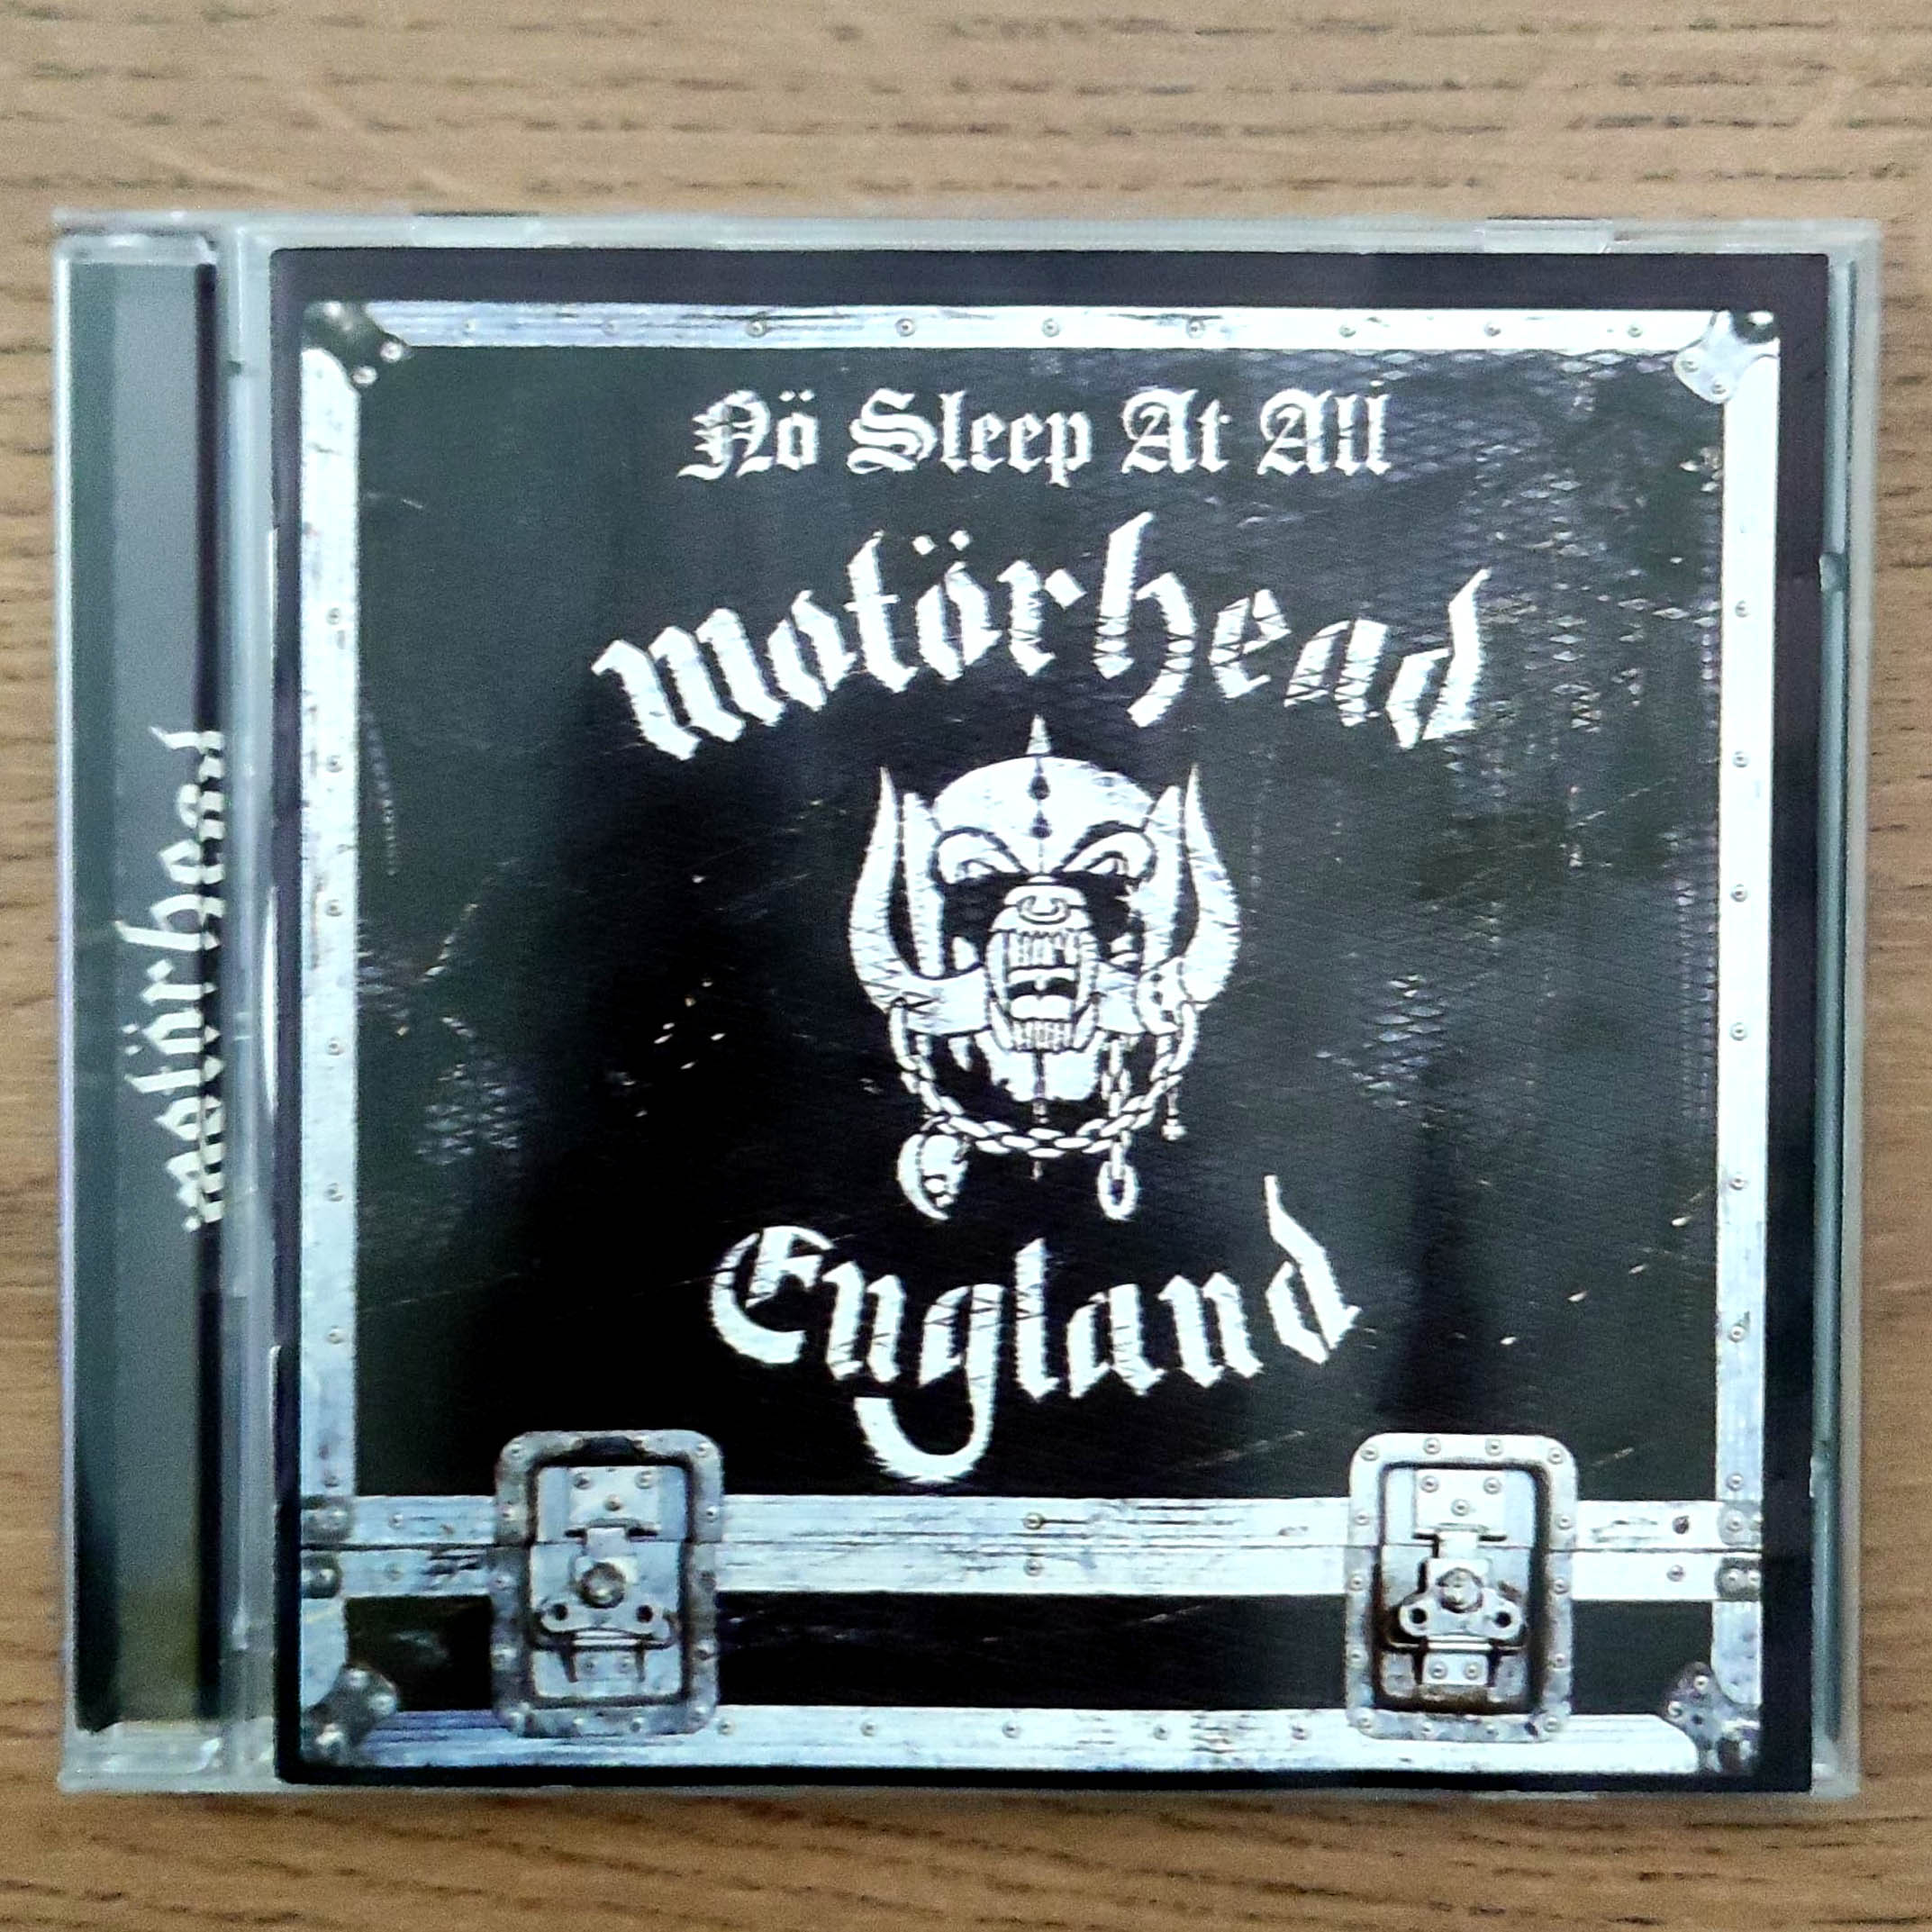 Nö Sleep At All
Motörhead
England
Motörhead